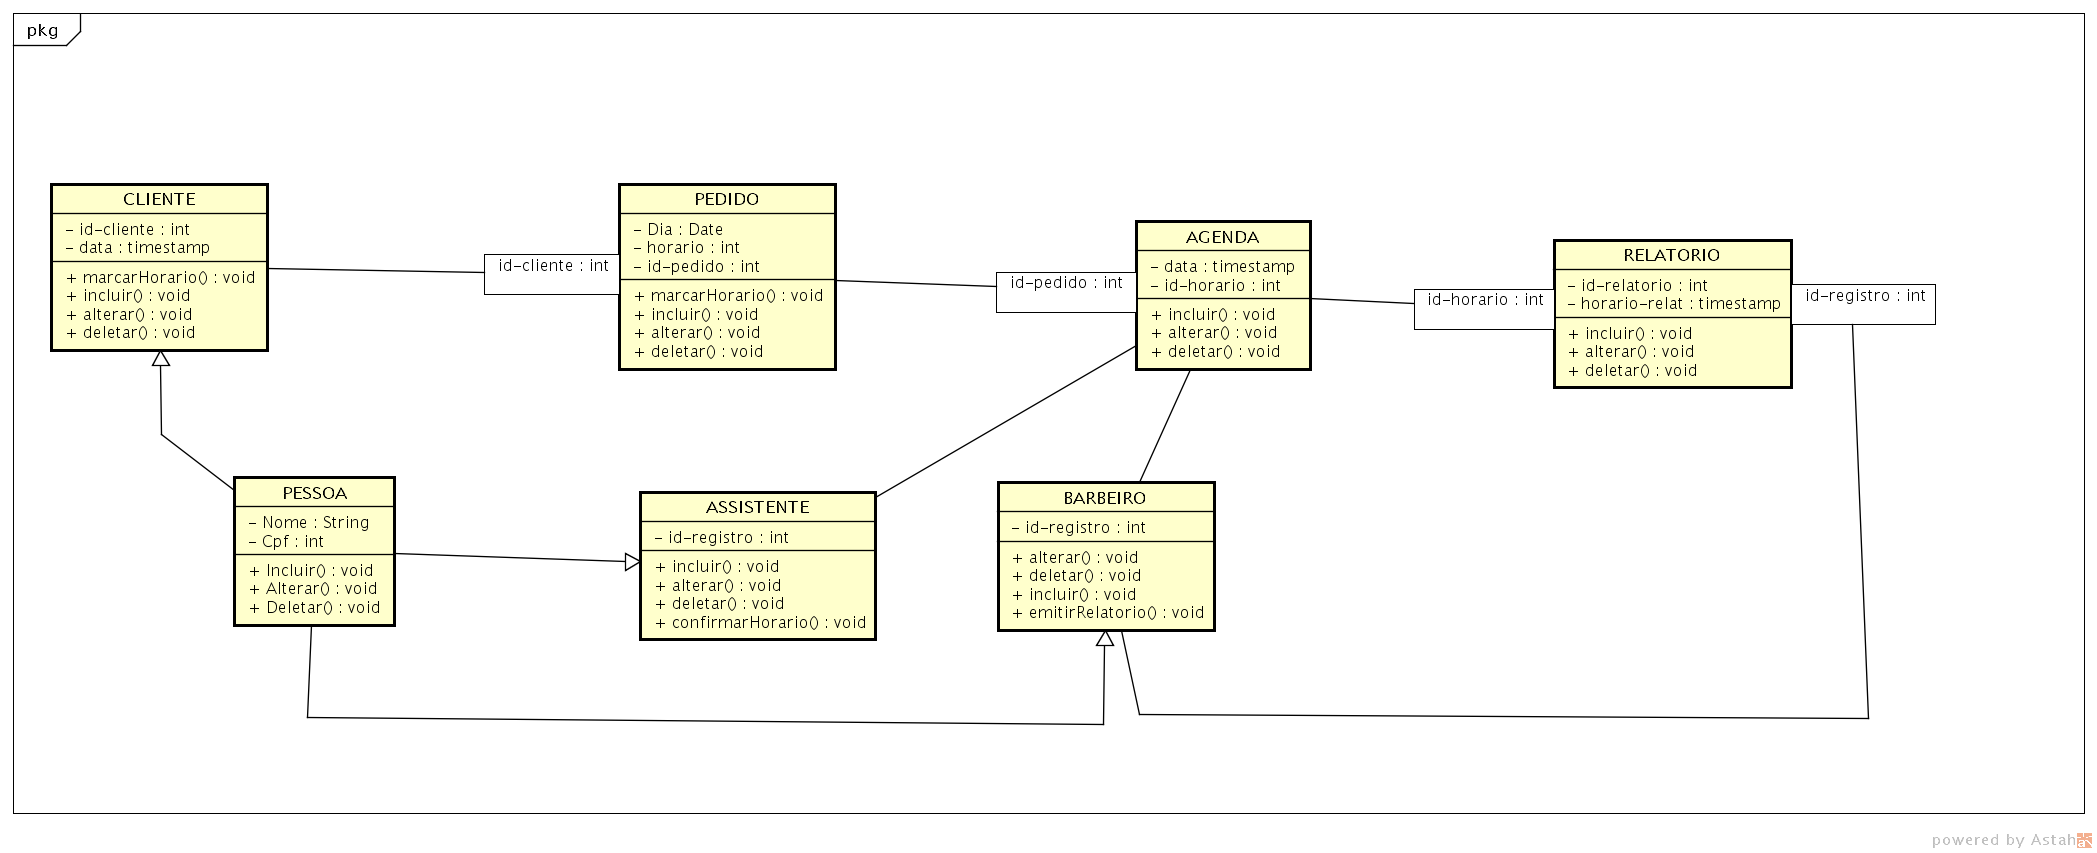 pkg
CLIENTE
- id-cliente : int
- data : timestamp
+ marcarHorario() : void
+ incluir() : void
+ alterar() : void
+ deletar() : void
id-cliente : int
PEDIDO
- Dia : Date
- horario : int
- id-pedido : int
+ marcarHorario() : void
+ incluir() : void
+ alterar() : void
+ deletar() : void
id-pedido : int
AGENDA
- data : timestamp
- id-horario : int
+ incluir() : void
+ alterar() : void
+ deletar() : void
id-horario : int
RELATORIO
- id-relatorio : int
- horario-relat : timestamp
+ incluir() : void
+ alterar() : void
+ deletar() : void
id-registro : int
PESSOA
- Nome : String
- Cpf : int
+ Incluir() : void
+ Alterar() : void
+ Deletar() : void
ASSISTENTE
- id-registro : int
+ incluir() : void
+ alterar() : void
+ deletar() : void
+ confirmarHorario() : void
BARBEIRO
- id-registro : int
+ alterar() : void
+ deletar() : void
+ incluir() : void
+ emitirRelatorio() : void
powered by Astah